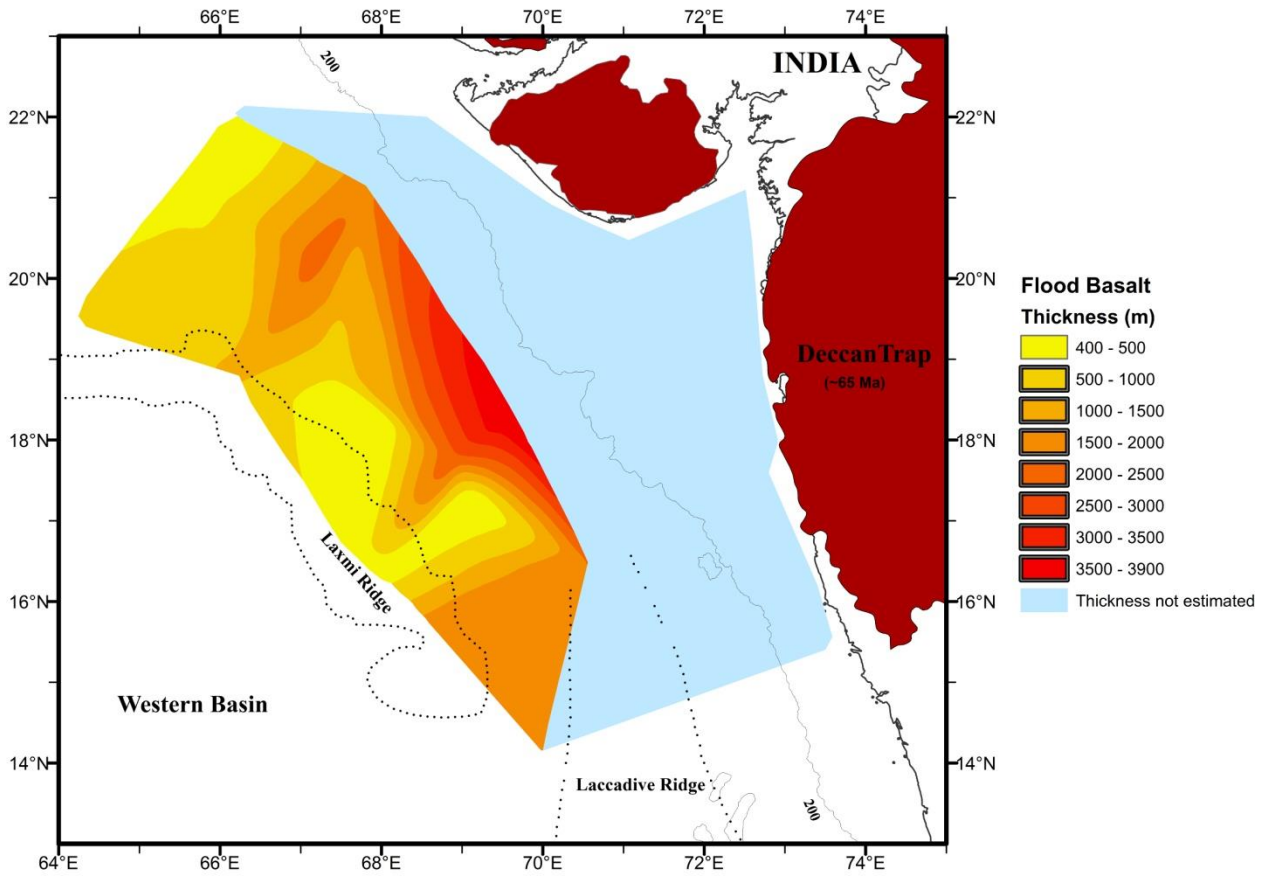 66°E 68°E 70°E 72°E 74°E
200
INDIA
22°N 22°N
20°N 20°N
Flood Basalt
Thickness (m)
400 - 500
DeccanTrap
(~65 Ma)
500 - 1000
1000 - 1500
18°N 18°N
1500 - 2000
2000 - 2500
2500 - 3000
3000 - 3500
3500 - 3900
Laxmi Ridge
16°N 16°N
Thickness not estimated
Western Basin
14°N 14°N
Laccadive Ridge
200
64°E 66°E 68°E 70°E 72°E 74°E